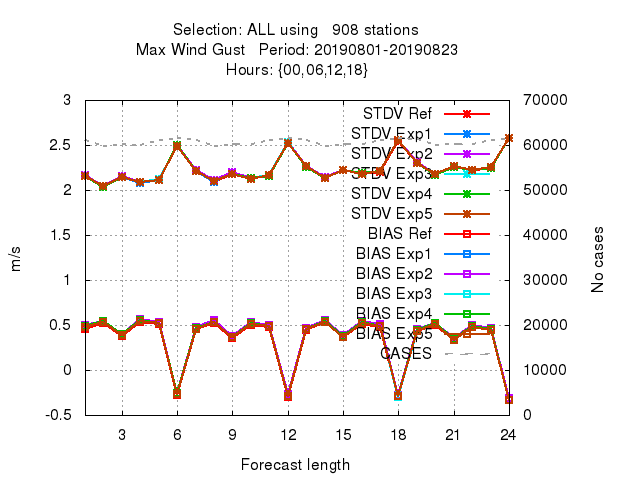 Selection: ALL using   908 stations
Max Wind Gust   Period: 20190801-20190823
Hours: {00,06,12,18}
3
2.5
2
1.5
1
0.5
0
-0.5
70000
60000
50000
40000
30000
20000
10000
0
STDV Ref
STDV Exp1
STDV Exp2
STDV Exp3
STDV Exp4
STDV Exp5
BIAS Ref
BIAS Exp1
BIAS Exp2
BIAS Exp3
BIAS Exp4
BIAS Exp5
CASES
m/s
No cases
3 6 9 12 15 18 21 24
Forecast length